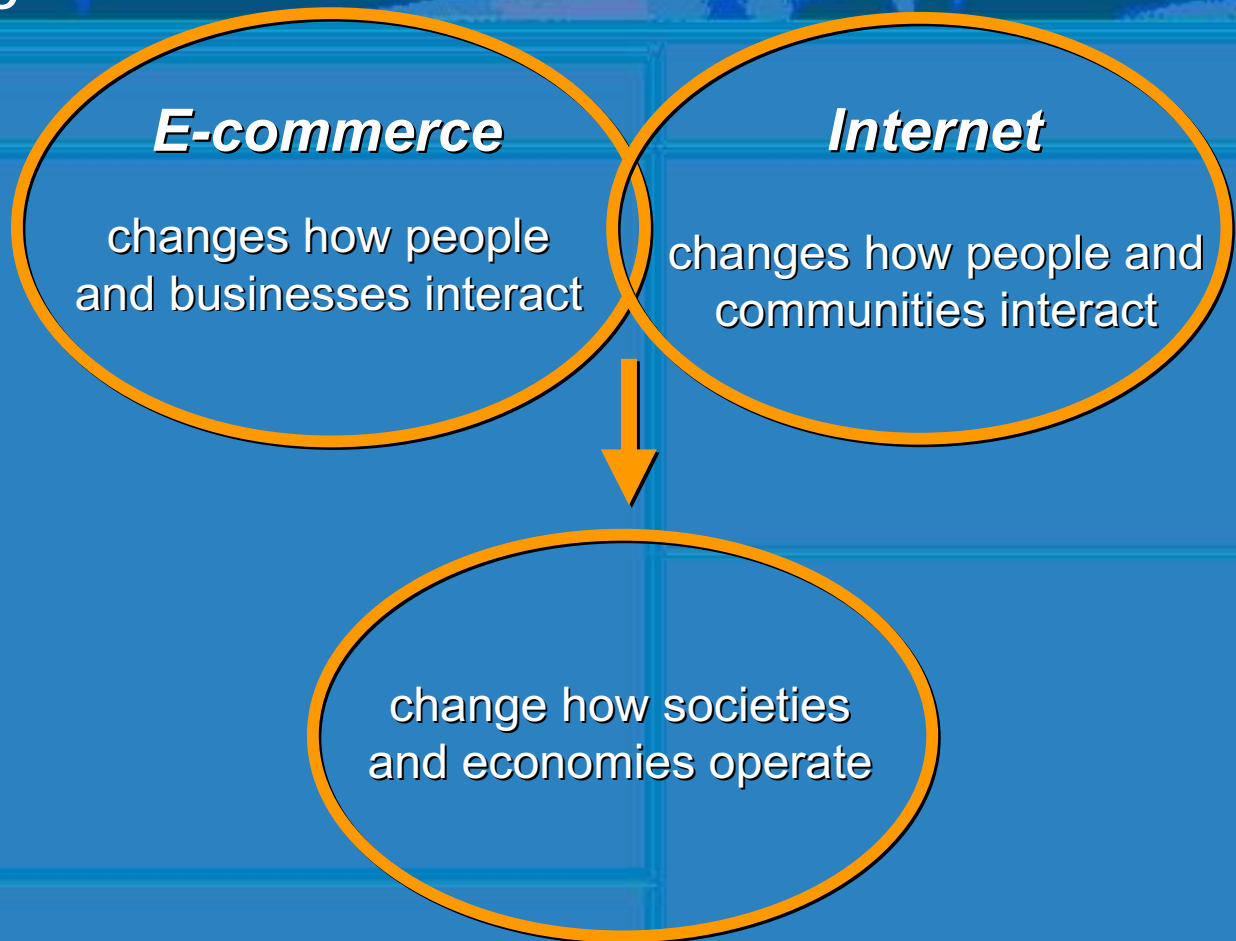 E-commerce
changes how people
and businesses interact
Internet
changes how people and
communities interact
change how societies
and economies operate